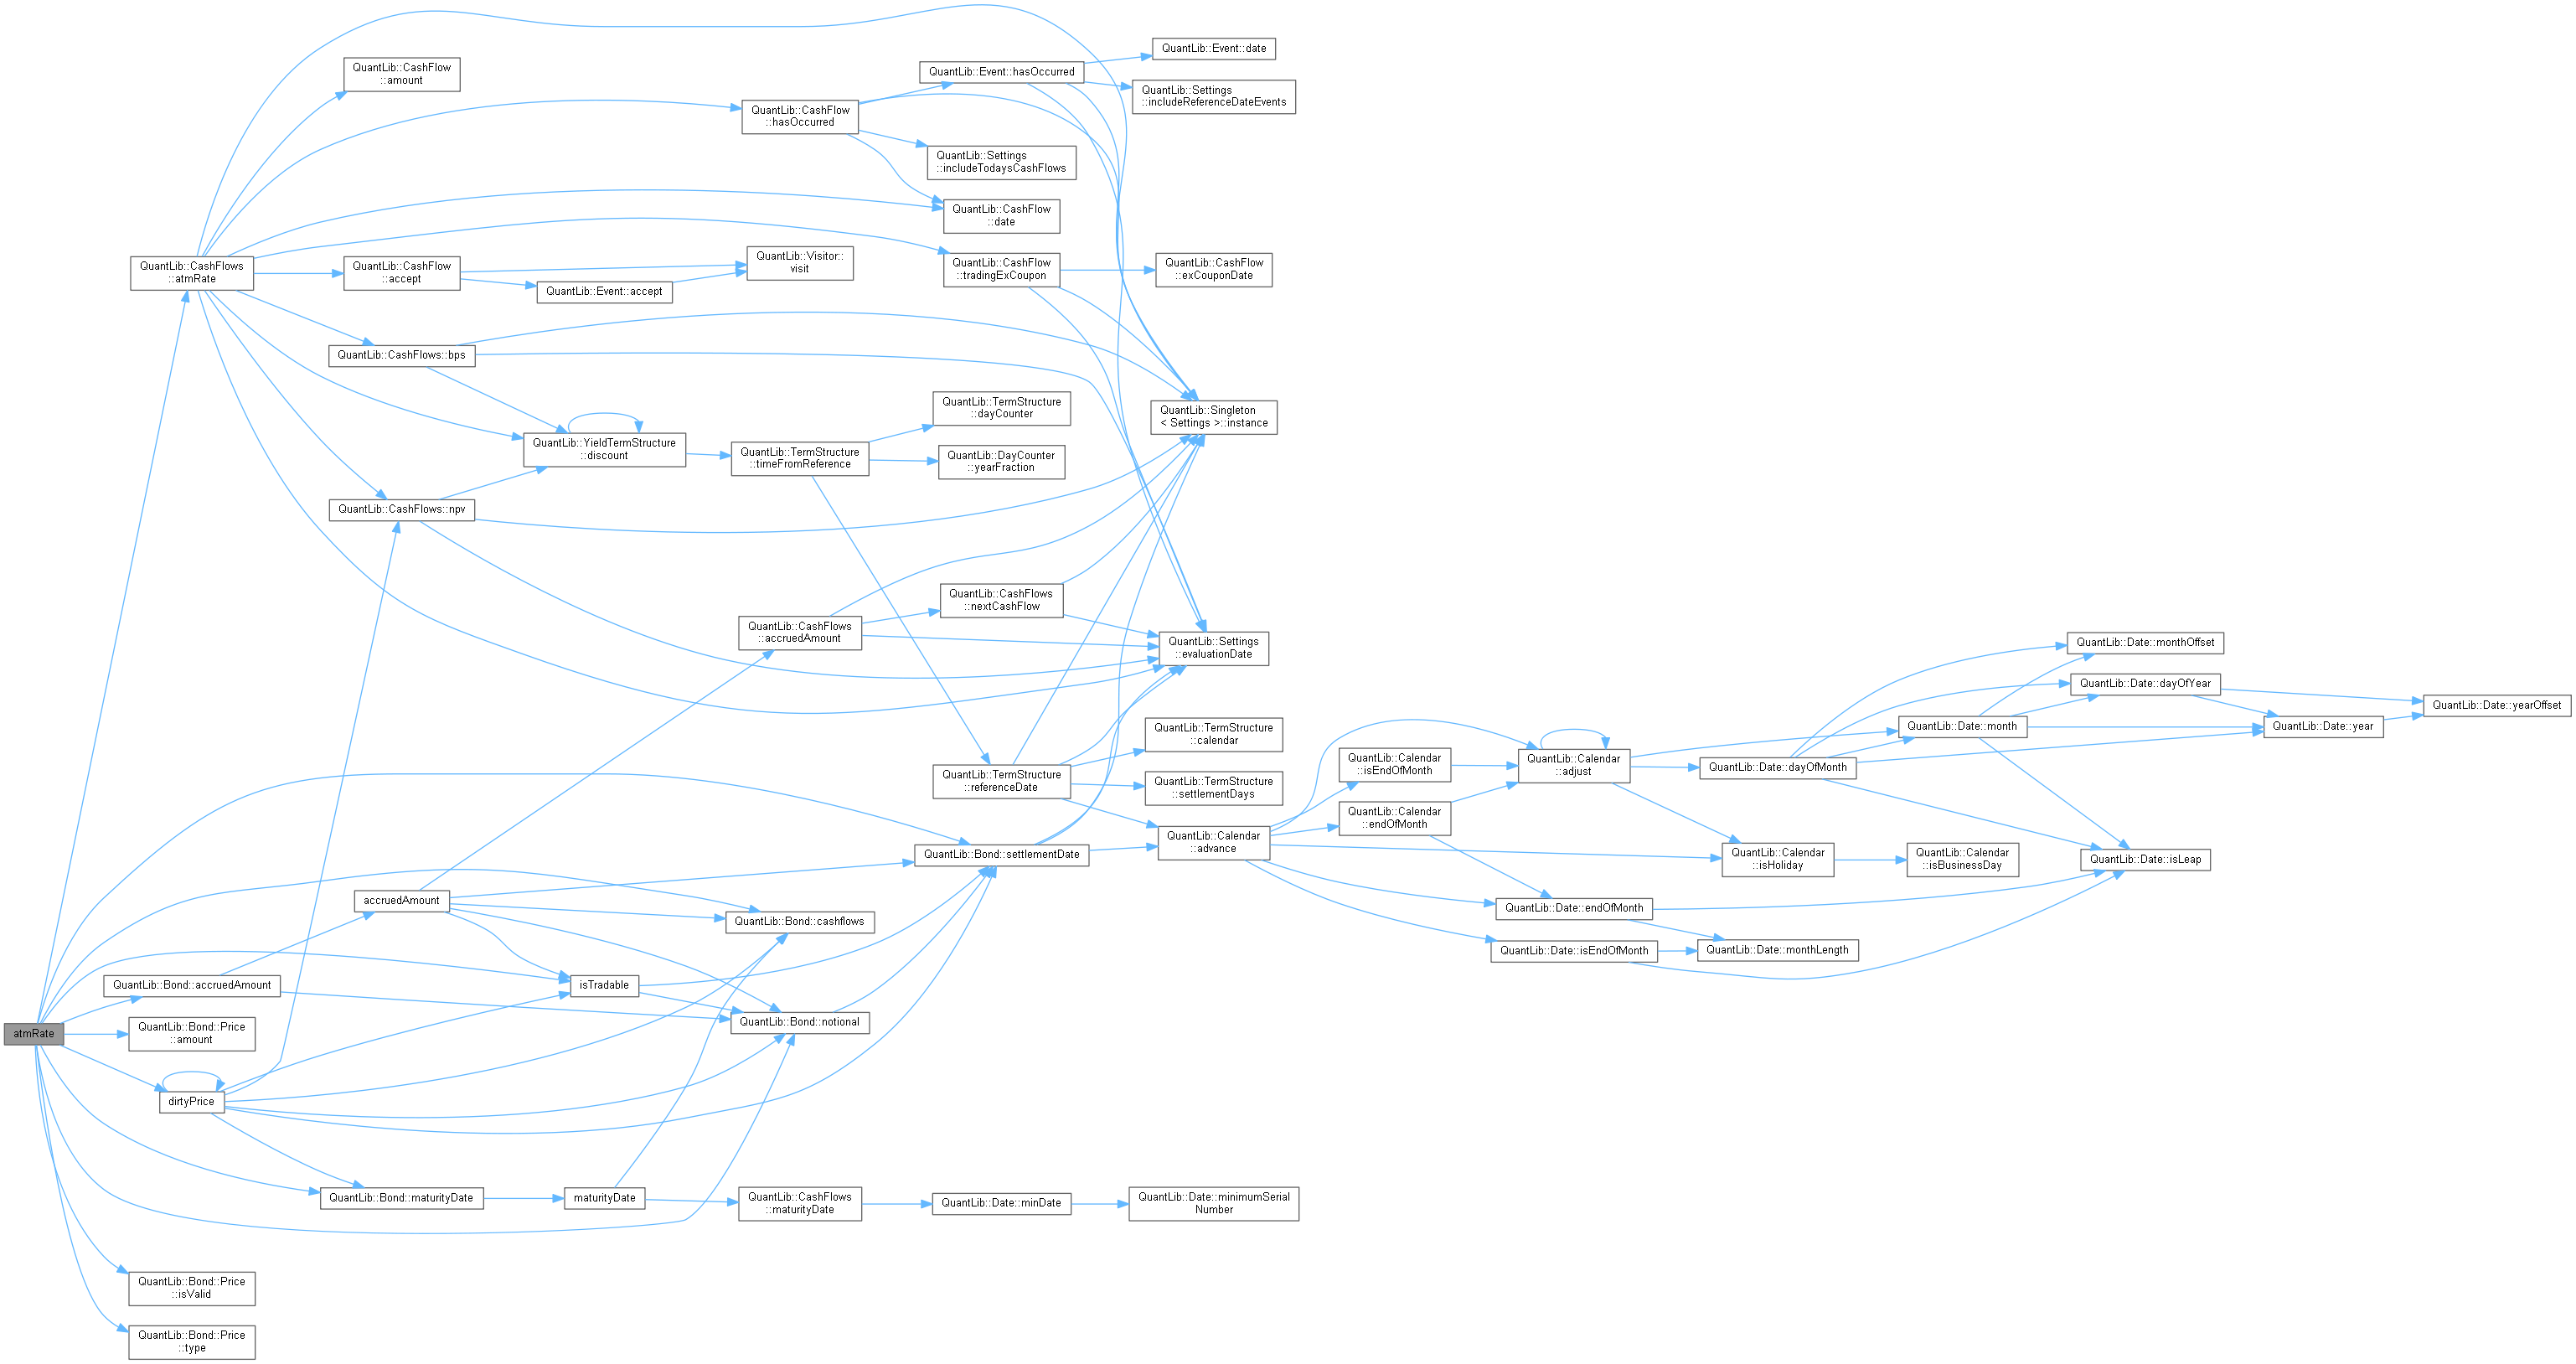 atmRate
QuantLib::CashFlows
::atmRate
QuantLib::Bond::accruedAmount
QuantLib::Bond::Price
::amount
dirtyPrice
QuantLib::Bond::Price
::isValid
QuantLib::Bond::Price
::type
QuantLib::CashFlow
::amount
QuantLib::CashFlow
::accept
QuantLib::CashFlows::bps
QuantLib::CashFlows::npv
accruedAmount
QuantLib::Bond::maturityDate
QuantLib::Event::accept
QuantLib::YieldTermStructure
::discount
isTradable
maturityDate
QuantLib::CashFlow
::hasOccurred
QuantLib::Visitor::
visit
QuantLib::TermStructure
::timeFromReference
QuantLib::CashFlows
::accruedAmount
QuantLib::Bond::cashflows
QuantLib::Bond::notional
QuantLib::CashFlows
::maturityDate
QuantLib::Event::hasOccurred
QuantLib::Settings
::includeTodaysCashFlows
QuantLib::CashFlow
::date
QuantLib::CashFlow
::tradingExCoupon
QuantLib::TermStructure
::dayCounter
QuantLib::DayCounter
::yearFraction
QuantLib::CashFlows
::nextCashFlow
QuantLib::TermStructure
::referenceDate
QuantLib::Bond::settlementDate
QuantLib::Date::minDate
QuantLib::Event::date
QuantLib::Settings
::includeReferenceDateEvents
QuantLib::CashFlow
::exCouponDate
QuantLib::Singleton
< Settings >::instance
QuantLib::Settings
::evaluationDate
QuantLib::TermStructure
::calendar
QuantLib::TermStructure
::settlementDays
QuantLib::Calendar
::advance
QuantLib::Date::minimumSerial
Number
QuantLib::Calendar
::isEndOfMonth
QuantLib::Calendar
::endOfMonth
QuantLib::Calendar
::adjust
QuantLib::Date::endOfMonth
QuantLib::Date::isEndOfMonth
QuantLib::Date::dayOfMonth
QuantLib::Calendar
::isHoliday
QuantLib::Date::monthLength
QuantLib::Date::month
QuantLib::Calendar
::isBusinessDay
QuantLib::Date::monthOffset
QuantLib::Date::dayOfYear
QuantLib::Date::isLeap
QuantLib::Date::year
QuantLib::Date::yearOffset